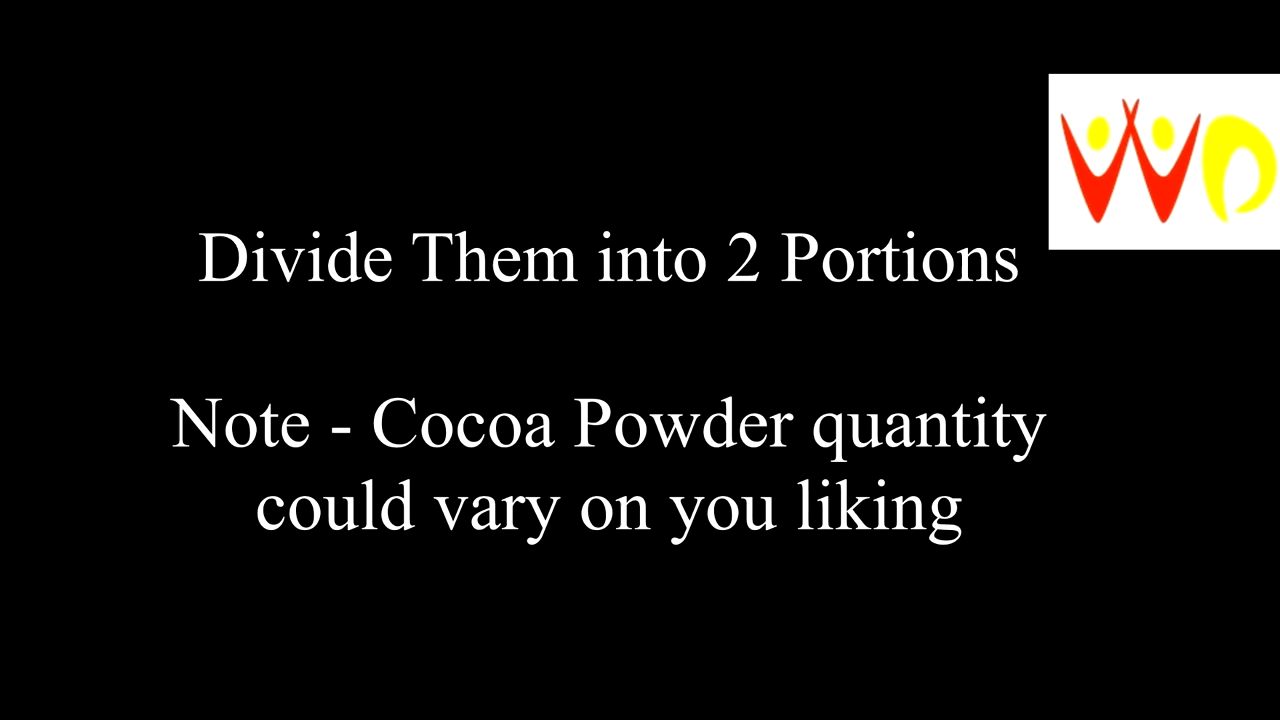 Divide Them into 2 Portions
Note - Cocoa Powder quantity
could vary on you liking